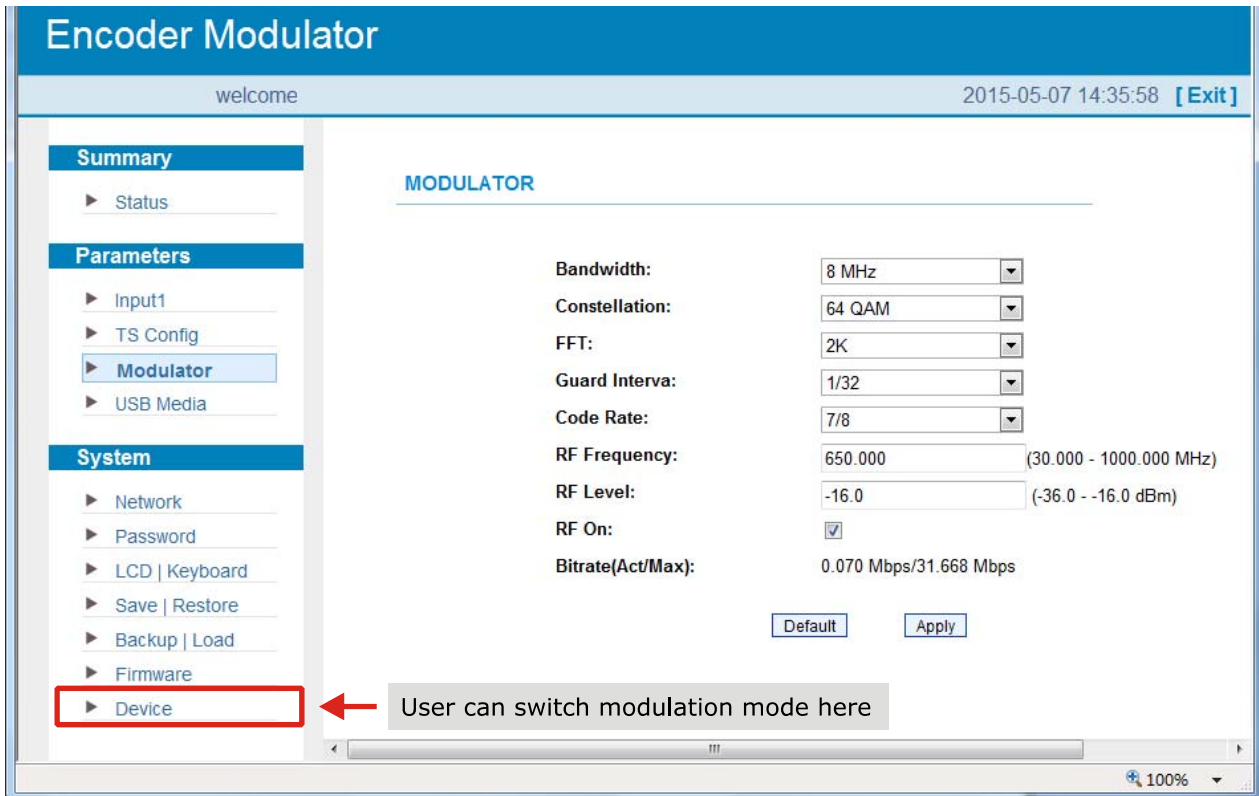 Encoder Modulator
welcome
2015-05-07 14:35:58 [Exit]
Summary
Status
Parameters
Input1
TS Config
Modulator
USB Media
System
Network
Password
LCD | Keyboard
Save | Restore
Backup | Load
Firmware
Device
MODULATOR
Bandwidth: 8 MHz
Constellation: 64 QAM
FFT: 2K
Guard Interva: 1/32
Code Rate: 7/8
RF Frequency: 650.000 (30.000 - 1000.000 MHz)
RF Level: -16.0 (-36.0 - -16.0 dBm)
RF On:
Bitrate(Act/Max): 0.070 Mbps/31.668 Mbps
Default Apply
User can switch modulation mode here
100%